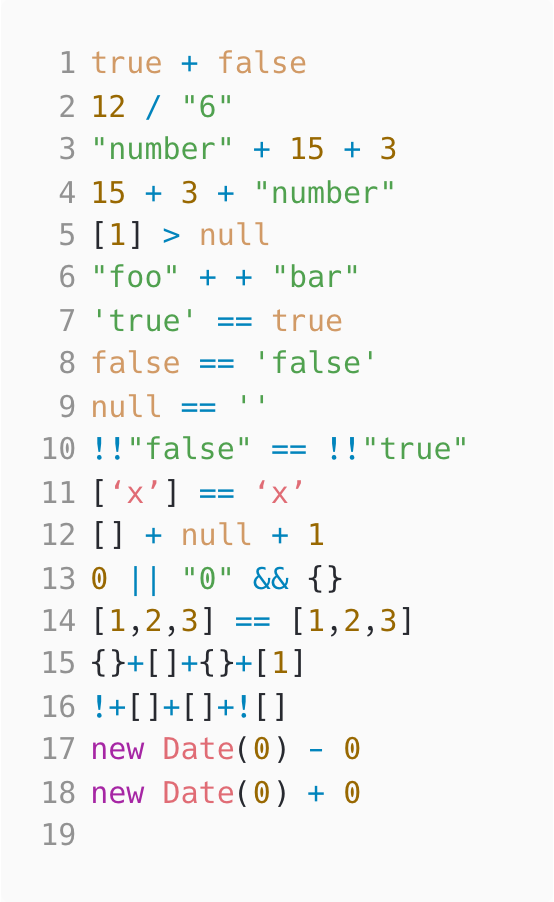 1 true + false
2 12 / "6"
3 "number" + 15 + 3
4 15 + 3 + "number"
5 [1] > null
6 "foo" + + "bar"
7 'true' == true
8 false == 'false'
9 null == ''
10 !!"false" == !!"true"
11 [‘x’] == ‘x’
12 [] + null + 1
13 0 || "0" && {}
14 [1,2,3] == [1,2,3]
15 {}+[]+{}+[1]
16 !+[]+[]+![]
17 new Date(0) - 0
18 new Date(0) + 0
19